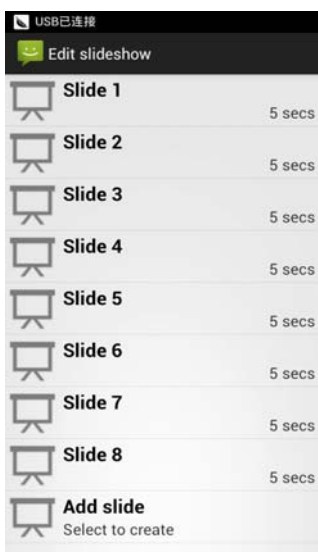 USB已连接
Edit slideshow
Slide 1
5 secs
Slide 2
5 secs
Slide 3
5 secs
Slide 4
5 secs
Slide 5
5 secs
Slide 6
5 secs
Slide 7
5 secs
Slide 8
5 secs
Add slide
Select to create